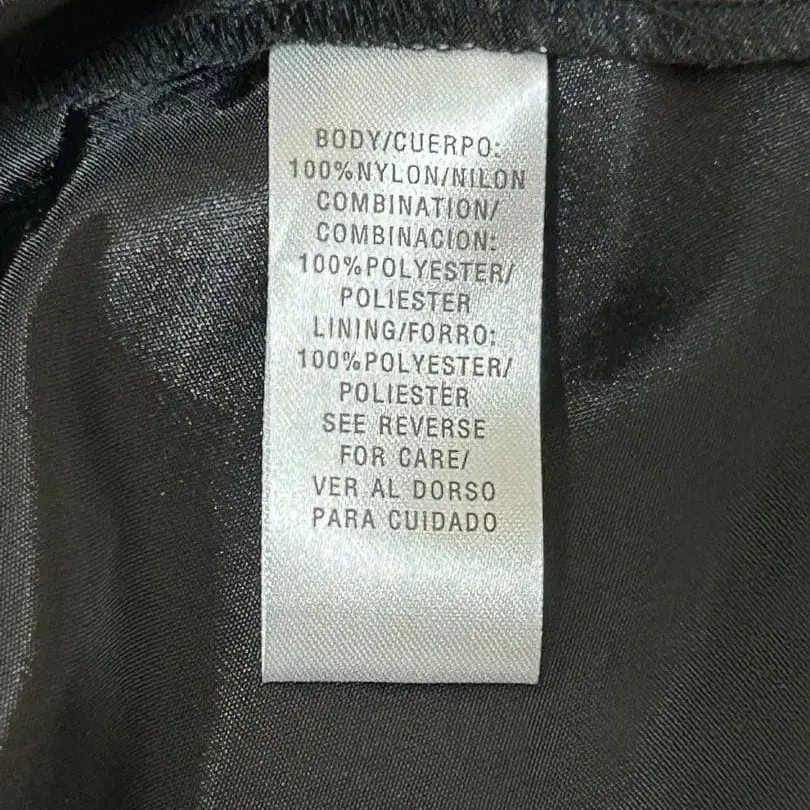 BODY/CUERPO:
100%NYLON/NILON
COMBINATION/
COMBINACION:
100%POLYESTER/
POLIESTER
LINING/FORRO:
100%POLYESTER/
POLIESTER
SEE REVERSE
FOR CARE/
VER AL DORSO
PARA CUIDADO